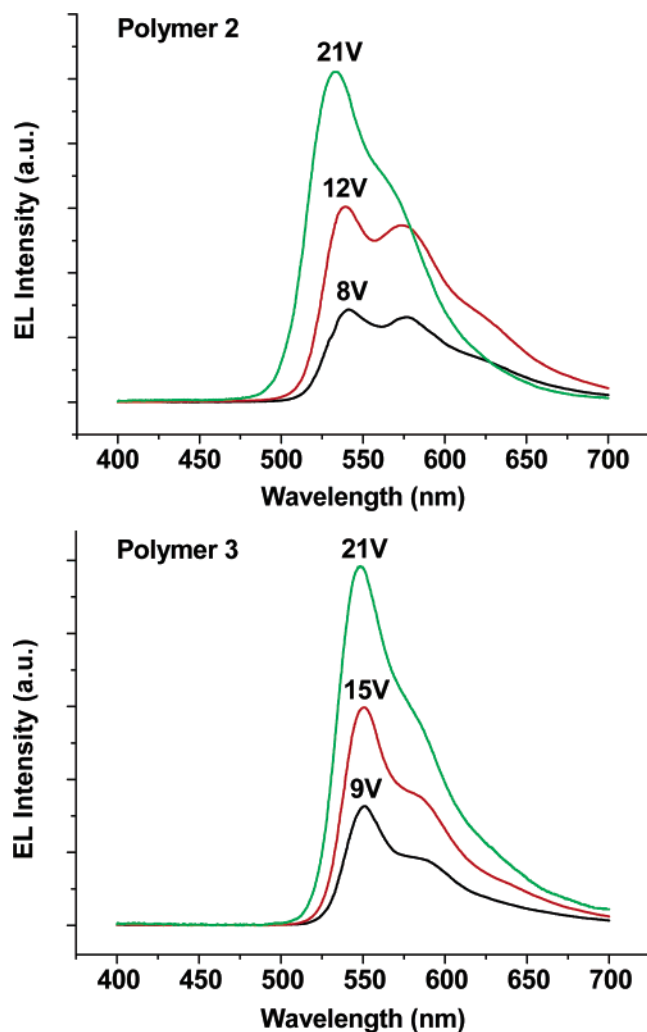 Polymer 2
21V
12V
8V
EL Intensity (a.u.)
400 450 500 550 600 650 700
Wavelength (nm)
Polymer 3
21V
15V
9V
EL Intensity (a.u.)
400 450 500 550 600 650 700
Wavelength (nm)